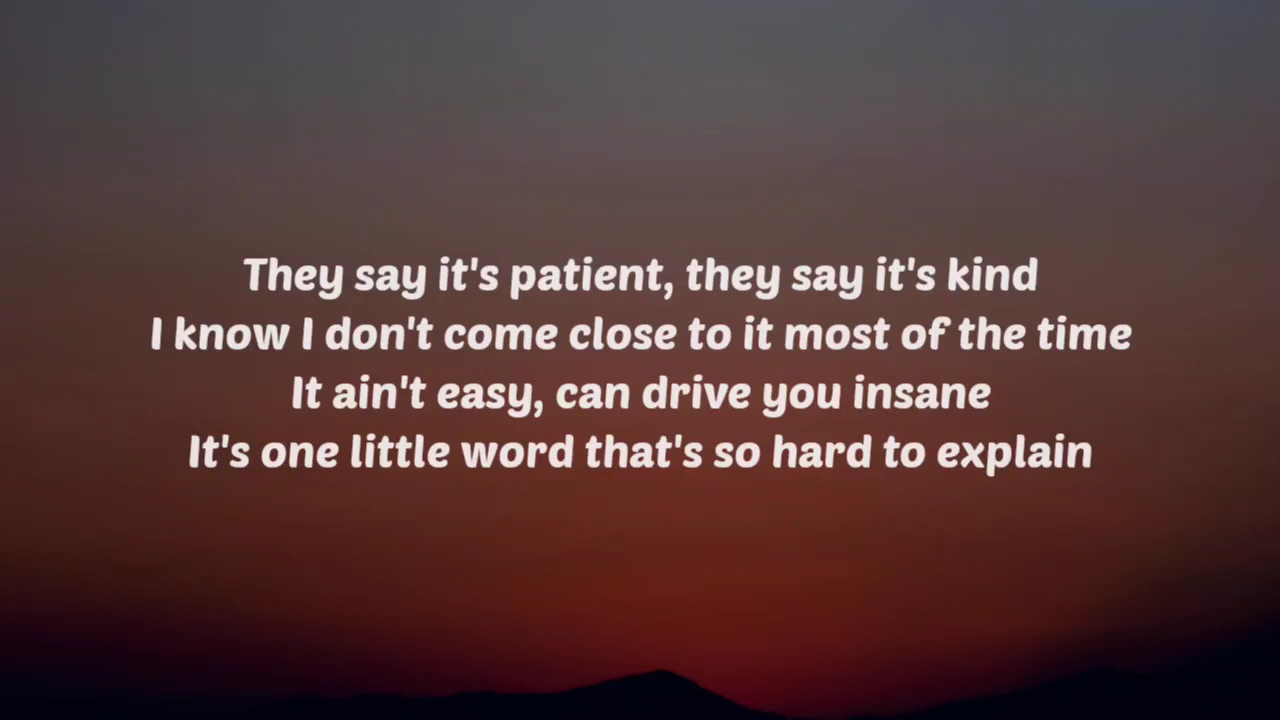 They say it's patient, they say it's kind
I know I don't come close to it most of the time
It ain't easy, can drive you insane
It's one little word that's so hard to explain